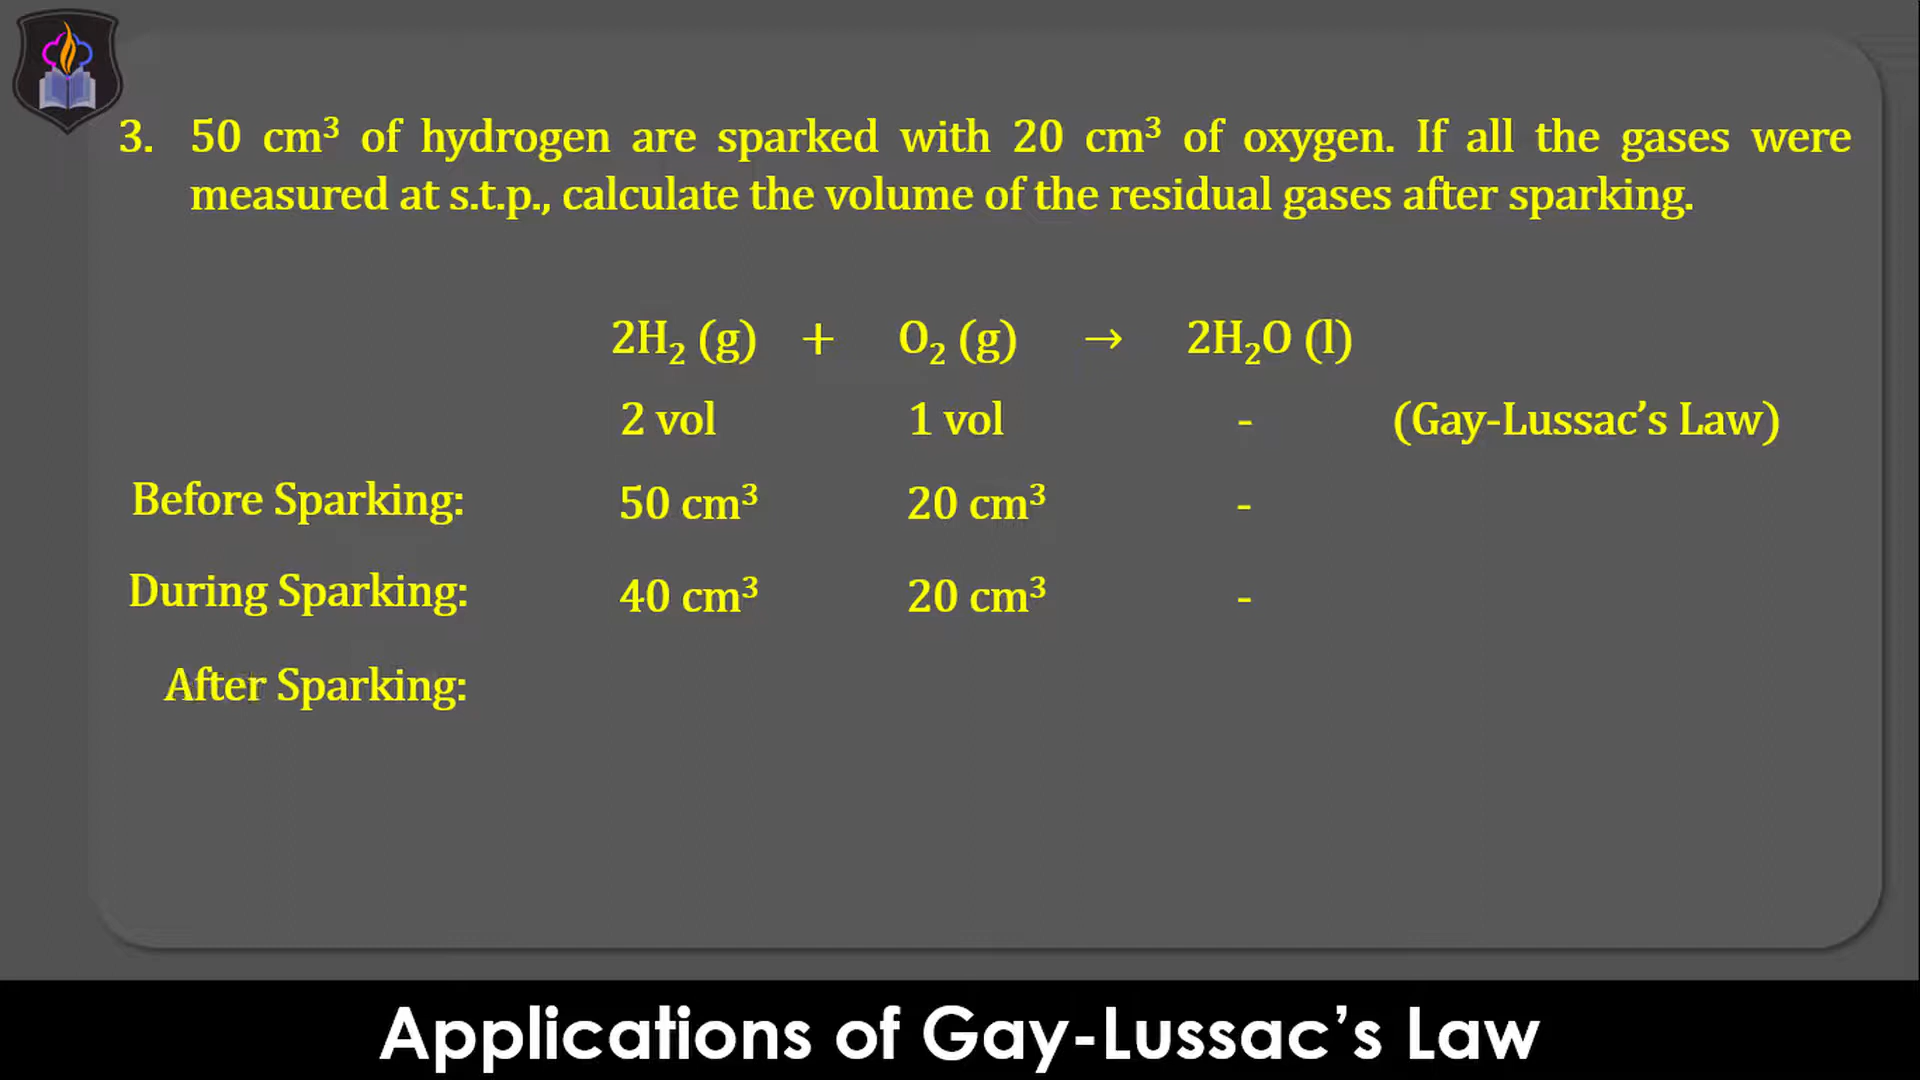 3. 50 cm³ of hydrogen are sparked with 20 cm³ of oxygen. If all the gases were
measured at s.t.p., calculate the volume of the residual gases after sparking.
2H₂ (g) + O₂ (g) → 2H₂O (l)
2 vol 1 vol - (Gay-Lussac’s Law)
Before Sparking: 50 cm³ 20 cm³ -
During Sparking: 40 cm³ 20 cm³ -
After Sparking:
Applications of Gay-Lussac’s Law